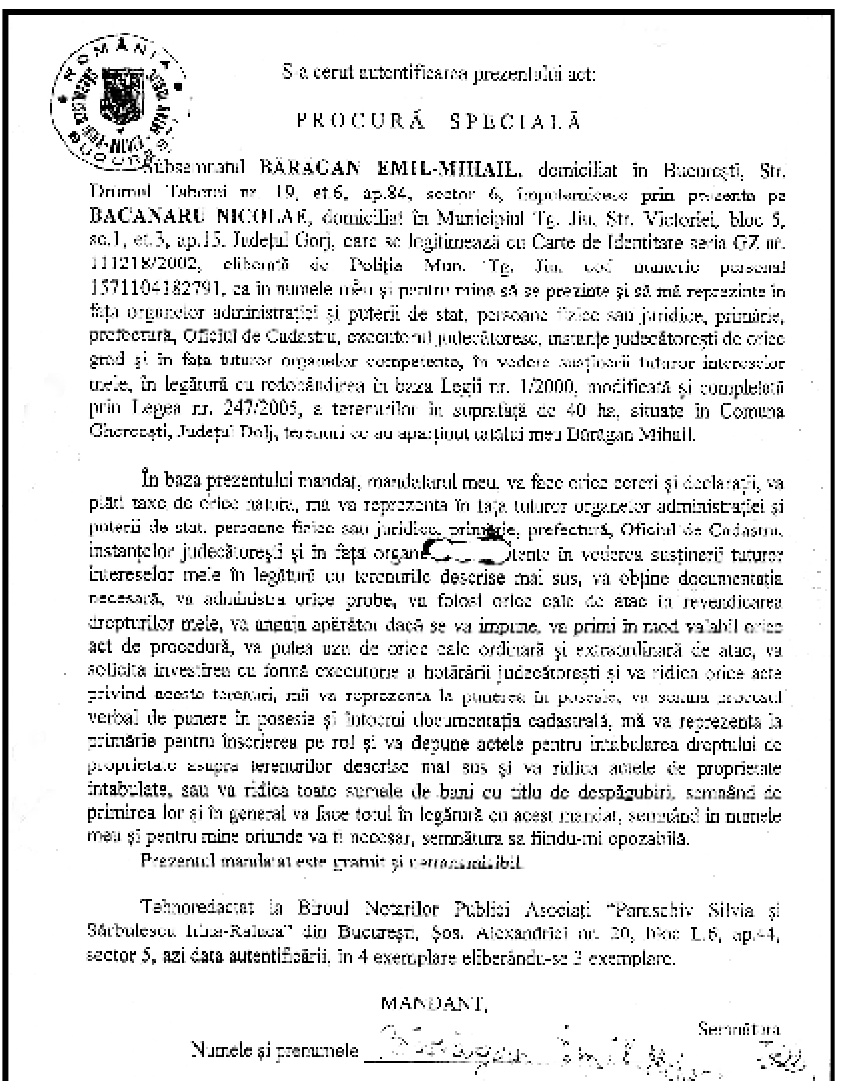 ROMÂNIA
S-a cerut autentificarea prezentului act:
PROCURĂ SPECIALĂ
Subsemnatul BĂRĂGAN EMIL-MIHAIL, domiciliat în București, Str.
Drumul Taberei nr. 19, et.6, ap.84, sector 6, împuternicesc prin prezenta pe
BACANARU NICOLAE, domiciliat în Municipiul Tg. Jiu, Str. Victoriei, bloc 5,
sc.1, et.3, ap.15, Județul Gorj, care se legitimează cu Carte de Identitate seria GZ nr.
111218/2002, eliberată de Poliția Mun. Tg. Jiu, cod numeric personal
1571104182791, ca în numele meu și pentru mine să se prezinte și să mă reprezinte în
fața organelor administrației și puterii de stat, persoane fizice sau juridice, primărie,
prefectură, Oficiul de Cadastru, executorul judecătoresc, instanțe judecătorești de orice
grad și în fața tuturor organelor competente, în vedere susținerii tuturor intereselor
mele, în legătură cu redobândirea în baza Legii nr. 1/2000, modificată și completată
prin Legea nr. 247/2005, a terenurilor în suprafață de 40 ha, situate în Comuna
Ghercești, Județul Dolj, terenuri ce au aparținut tatălui meu Bărăgan Mihail.
În baza prezentului mandat, mandatarul meu, va face orice cereri și declarații, va
plăti taxe de orice natură, mă va reprezenta în fața tuturor organelor administrației și
puterii de stat, persoane fizice sau juridice, primărie, prefectură, Oficiul de Cadastru,
instanțelor judecătorești și în fața în vederea susținerii tuturor
intereselor mele în legătură cu terenurile descrise mai sus, va obține documentația
necesară, va administra orice probe, va folosi orice cale de atac în revendicarea
drepturilor mele, va angaja apărător dacă se va impune, va primi în mod valabil orice
act de procedură, va putea uza de orice cale ordinară și extraordinară de atac, va
solicita investirea cu formă executorie a hotărârii judecătorești și va ridica orice acte
privind aceste terenuri, mă va reprezenta la punerea în posesie, va semna procesul
verbal de punere în posesie și întocmi documentația cadastrală, mă va reprezenta la
primărie pentru înscrierea pe rol și va depune actele pentru intabularea dreptului de
proprietate asupra terenurilor descrise mai sus și va ridica actele de proprietate
intabulate, sau va ridica toate sumele de bani cu titlu de despăgubiri, semnând de
primirea lor și în general va face totul în legătură cu acest mandat, semnând în numele
meu și pentru mine oriunde va fi necesar, semnătura sa fiindu-mi opozabilă.
Prezentul mandatat este gratuit și netransmisibil.
Tehnoredactat la Biroul Notarilor Publici Asociați "Paraschiv Silvia și
Sărbulescu Irina-Raluca" din București, Șos. Alexandriei nr. 20, bloc L.6, ap.44,
sector 5, azi data autentificării, în 4 exemplare eliberându-se 3 exemplare.
MANDANT,
Semnătura
Numele și prenumele Bărăgan Emil